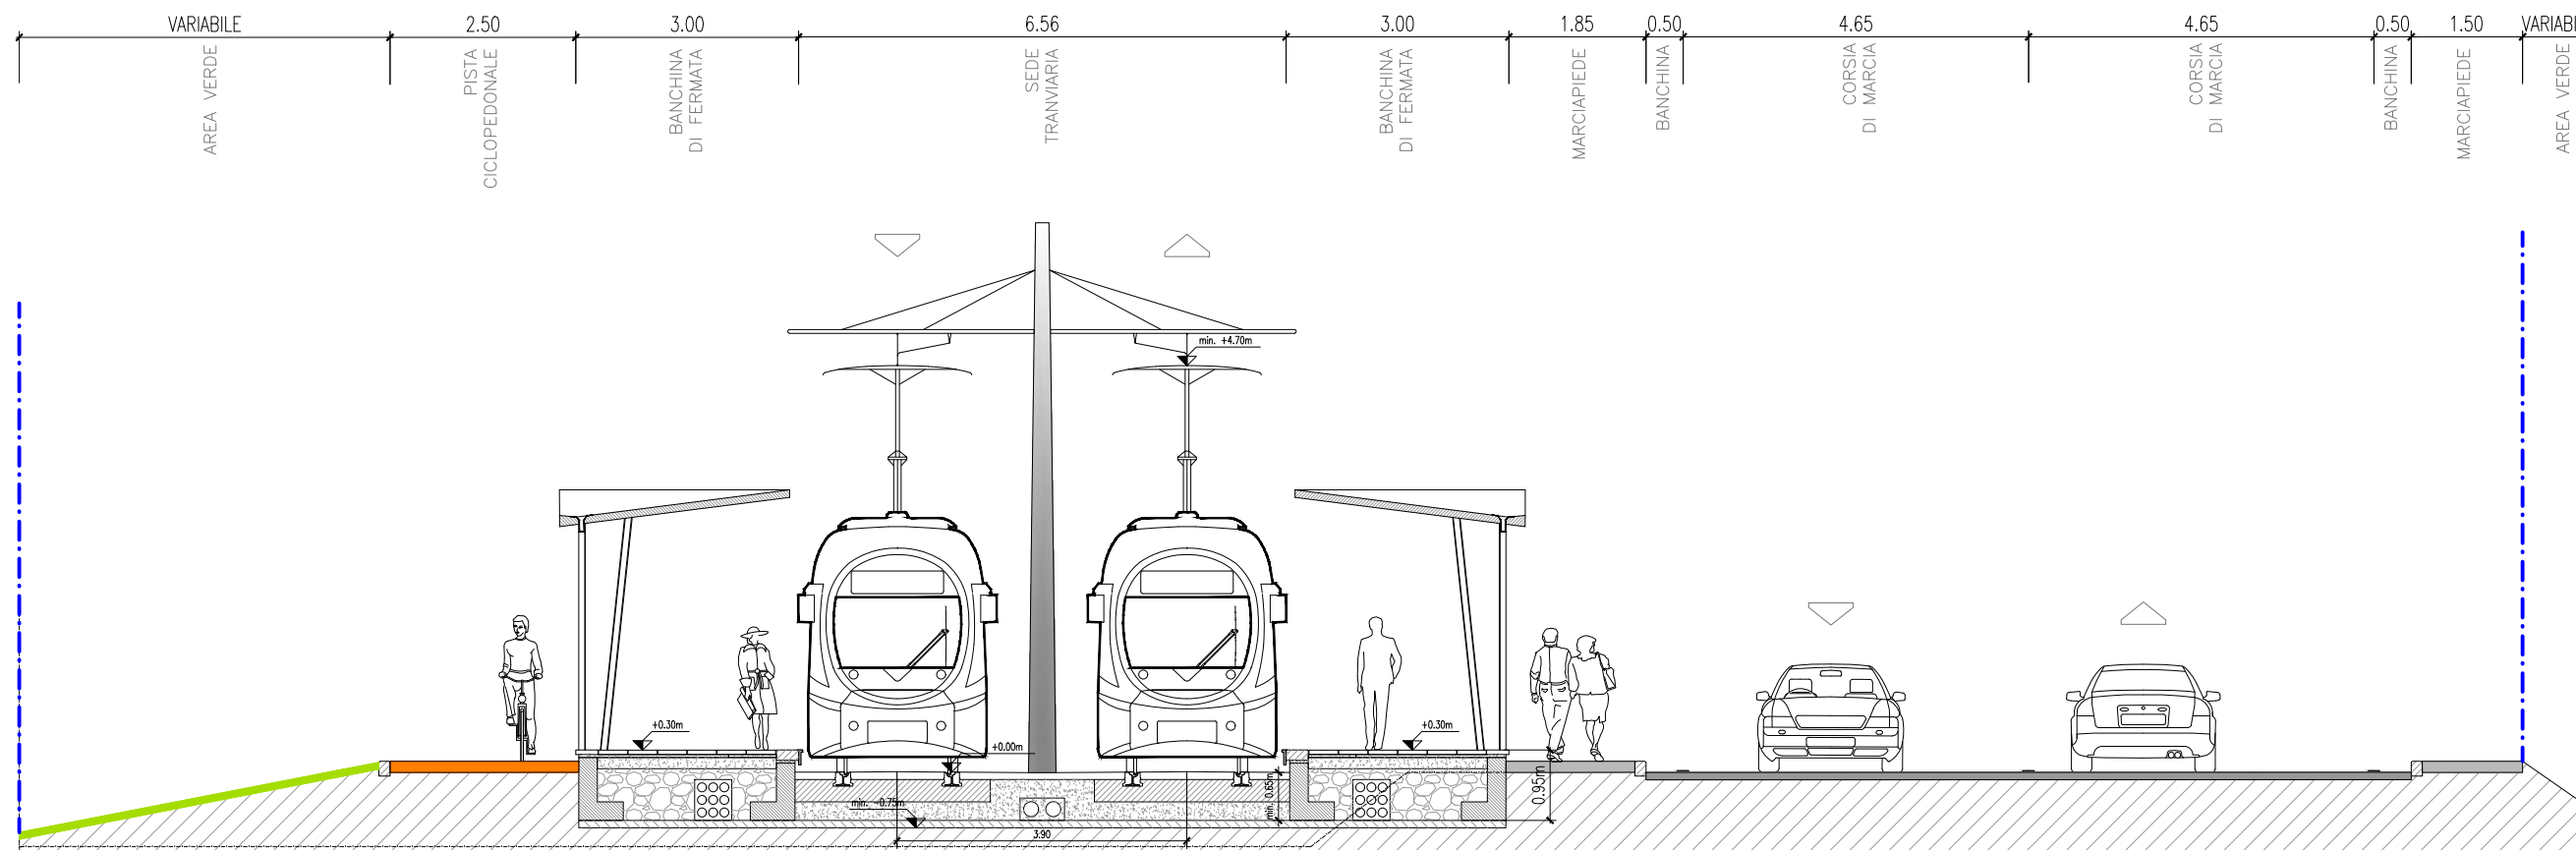 VARIABILE
2.50
3.00
6.56
3.00
1.85
0.50
4.65
4.65
0.50
1.50
VARIABI
AREA VERDE
PISTA
CICLOPEDONALE
BANCHINA
DI FERMATA
SEDE
TRANVIARIA
BANCHINA
DI FERMATA
MARCIAPIEDE
BANCHINA
CORSIA
DI MARCIA
CORSIA
DI MARCIA
BANCHINA
MARCIAPIEDE
AREA VERDE
min. +4.70m
+0.30m
+0.00m
+0.30m
min. -0.75m
min. 0.65m
0.95m
3.90